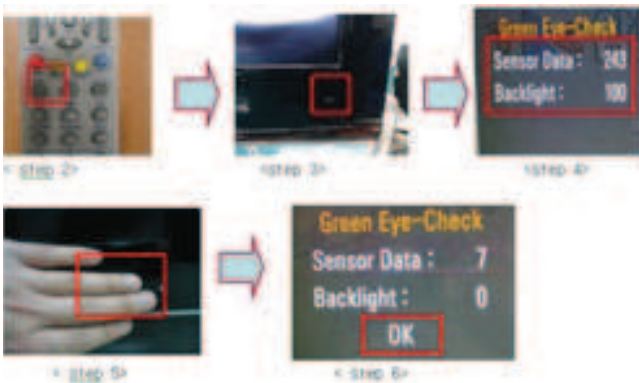 Green Eye-Check
Sensor Data : 243
Backlight : 100
< step 2>
<step 3>
<step 4>
Green Eye-Check
Sensor Data : 7
Backlight : 0
OK
< step 5>
< step 6>